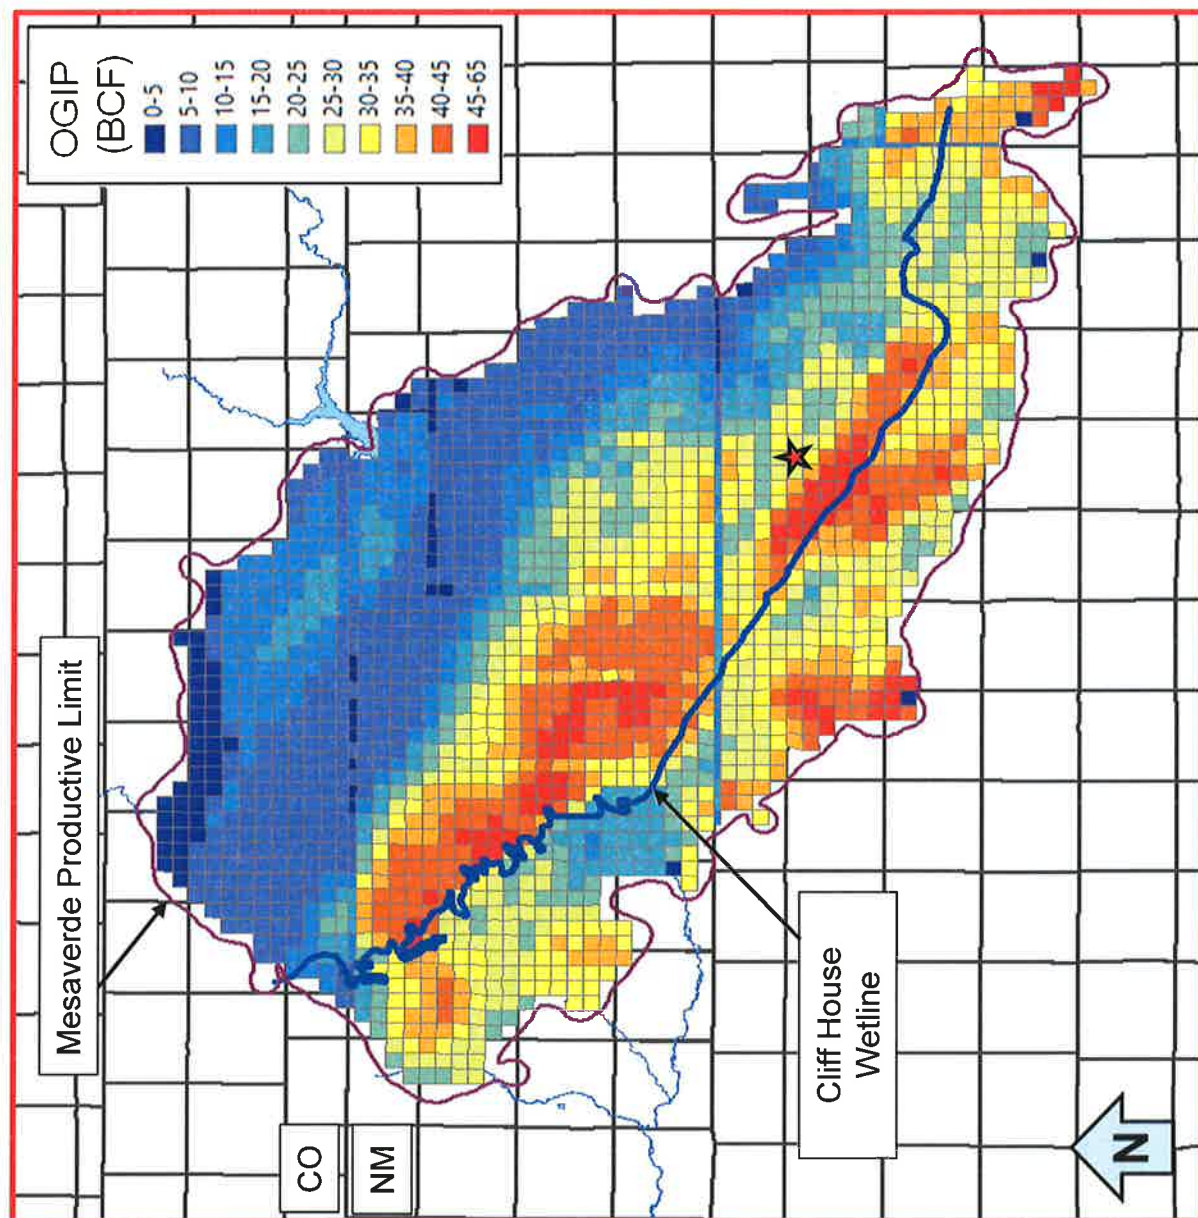 OGIP
(BCF)
0-5
5-10
10-15
15-20
20-25
25-30
30-35
35-40
40-45
45-65
Mesaverde Productive Limit
CO
NM
Cliff House
Wetline
N